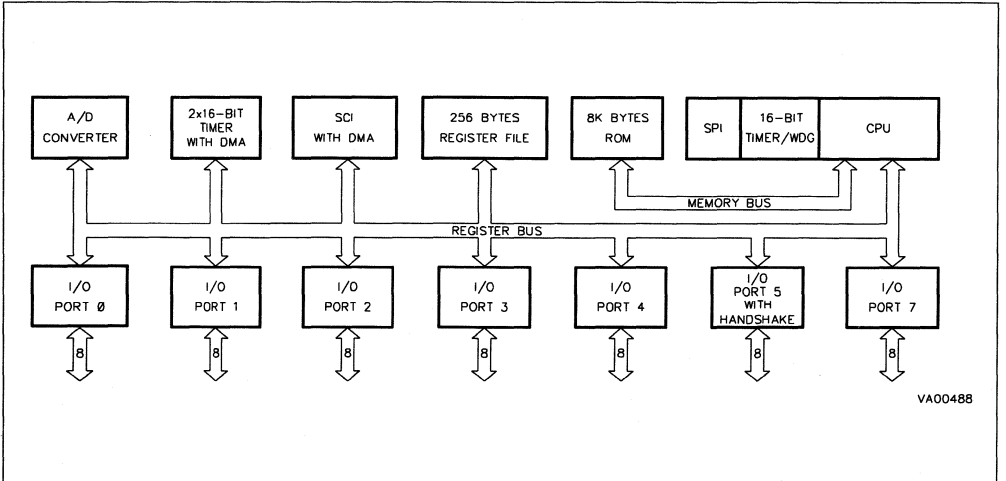 A/D
CONVERTER
2x16-BIT
TIMER
WITH DMA
SCI
WITH DMA
256 BYTES
REGISTER FILE
8K BYTES
ROM
SPI
16-BIT
TIMER/WDG
CPU
MEMORY BUS
REGISTER BUS
I/O
PORT 0
I/O
PORT 1
I/O
PORT 2
I/O
PORT 3
I/O
PORT 4
I/O
PORT 5
WITH
HANDSHAKE
I/O
PORT 7
8
8
8
8
8
8
8
VA00488